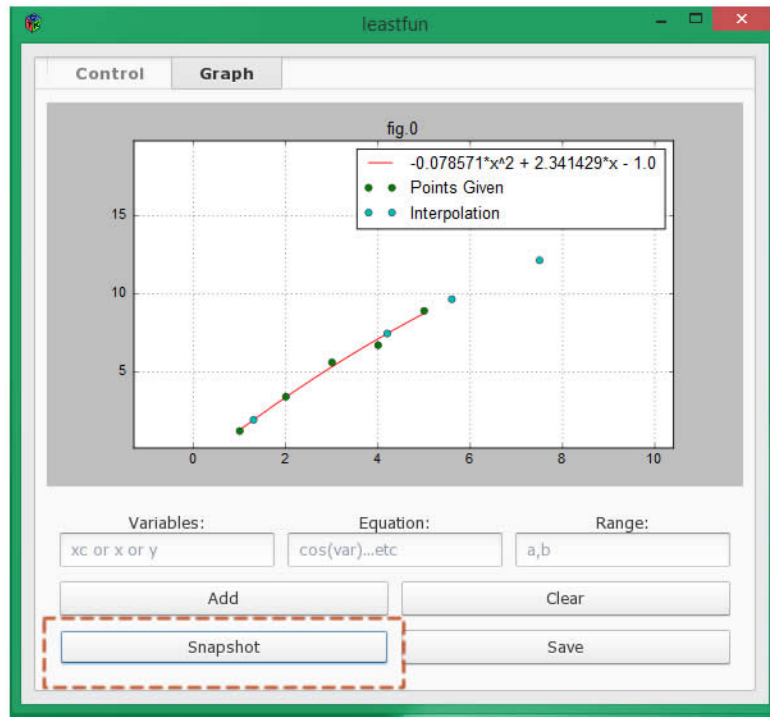 leastfun
Control Graph
fig.0
-0.078571*x^2 + 2.341429*x - 1.0
Points Given
Interpolation
15
10
5
0 2 4 6 8 10
Variables: Equation: Range:
xc or x or y cos(var)...etc a,b
Add Clear
Snapshot Save